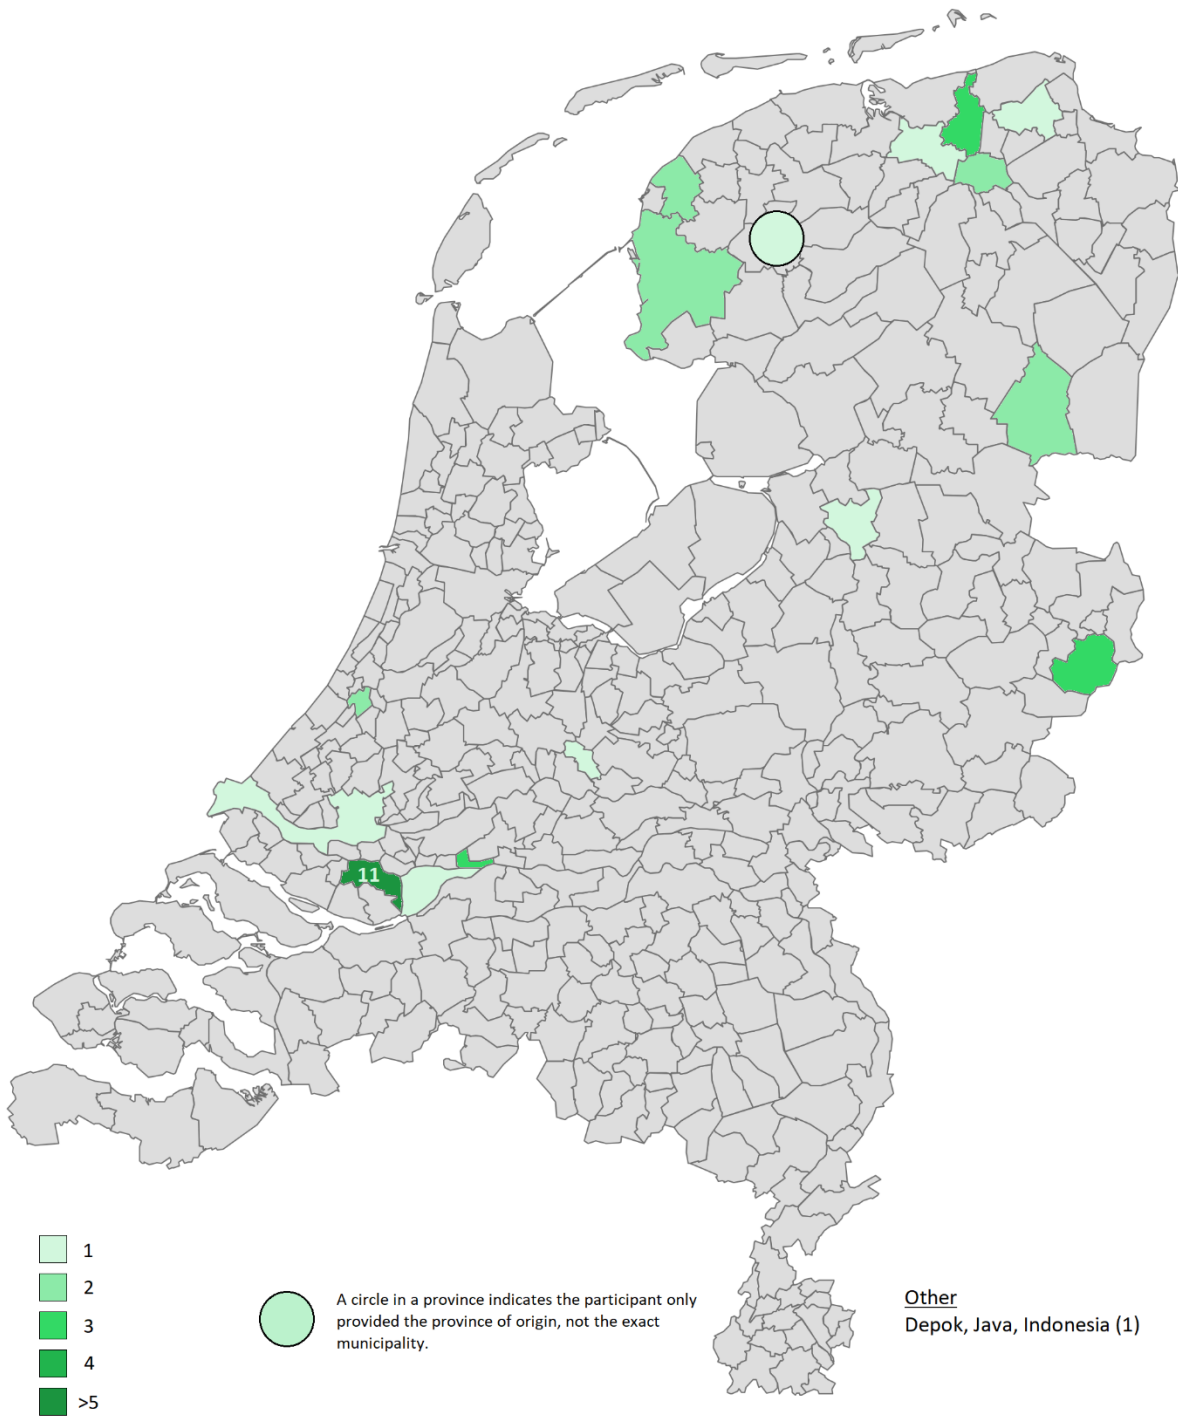 11
1
2
3
4
>5
A circle in a province indicates the participant only
provided the province of origin, not the exact
municipality.
Other
Depok, Java, Indonesia (1)